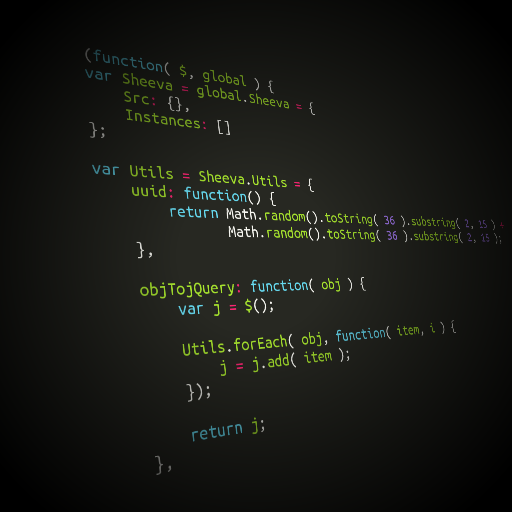 (function( $, global ) {
var Sheeva = global.Sheeva = {
Src: {},
Instances: []
};
var Utils = Sheeva.Utils = {
uuid: function() {
return Math.random().toString( 36 ).substring( 2, 15 ) +
Math.random().toString( 36 ).substring( 2, 15 );
},
objTojQuery: function( obj ) {
var j = $();
Utils.forEach( obj, function( item, i ) {
j = j.add( item );
});
return j;
},